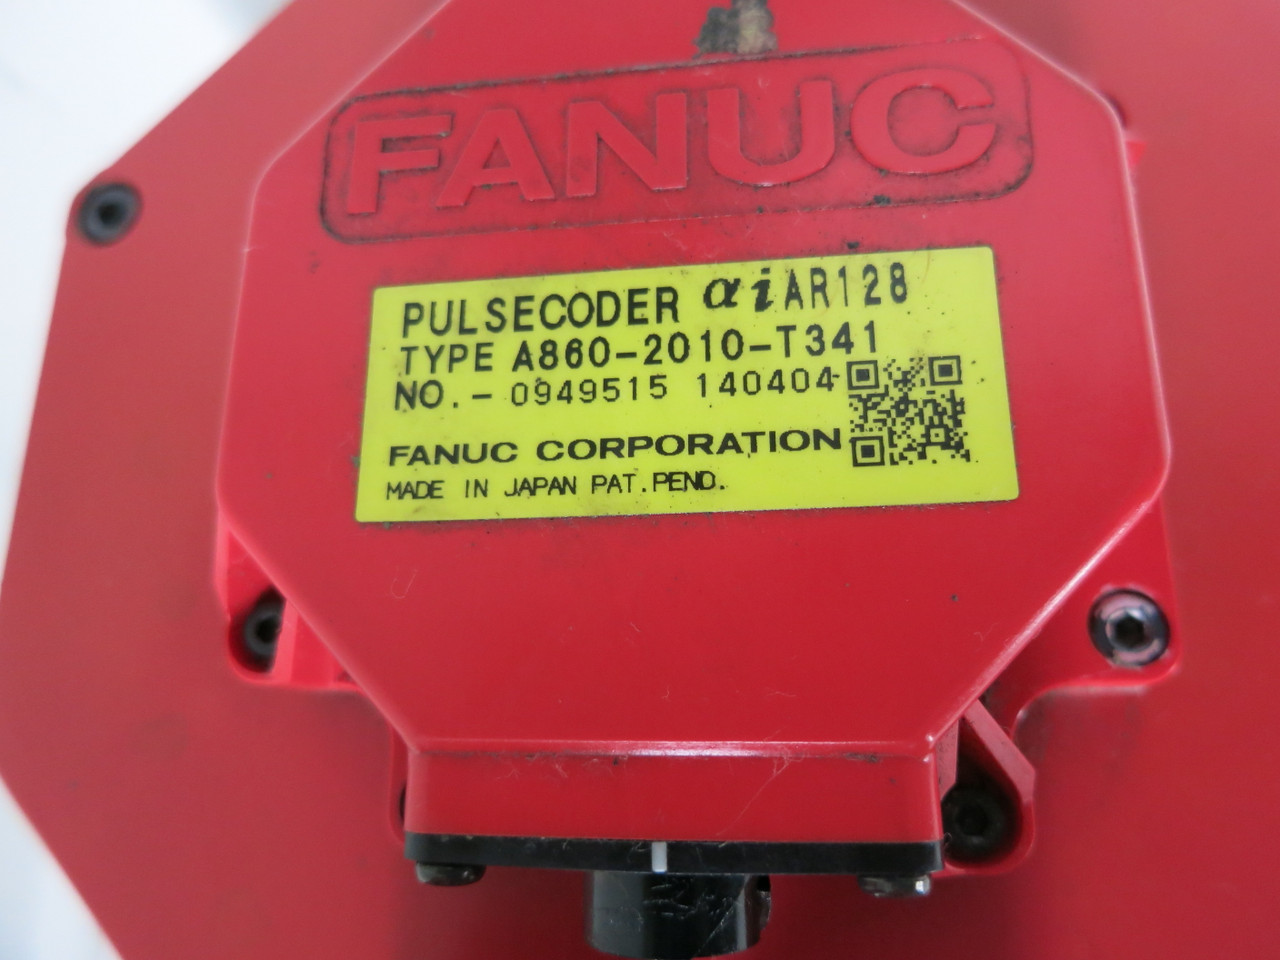 FANUC
PULSECODER αiAR128
TYPE A860-2010-T341
NO.- 0949515 140404
FANUC CORPORATION
MADE IN JAPAN PAT.PEND.